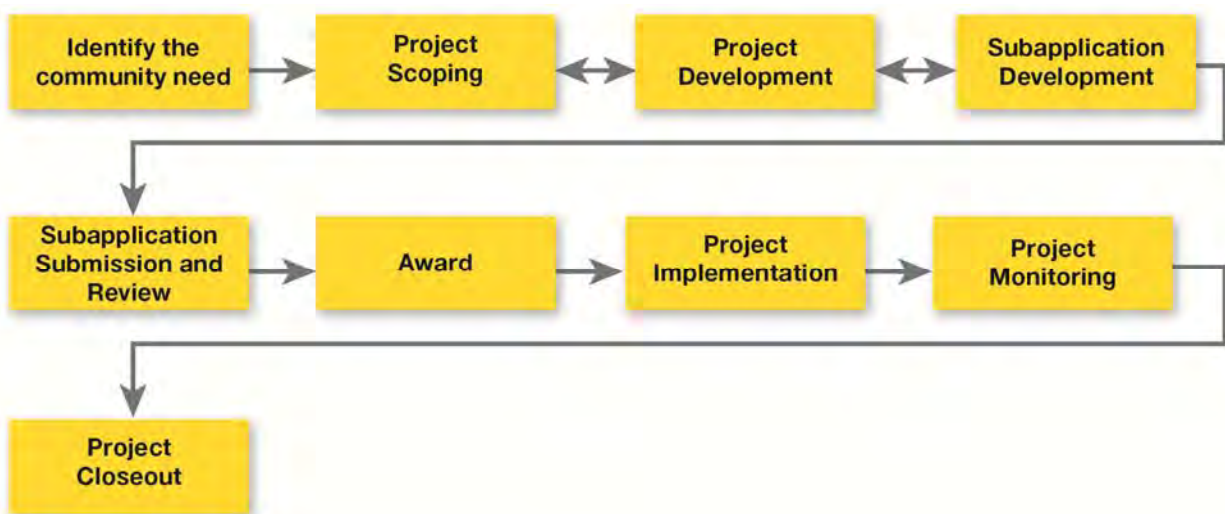 Identify the
community need
Project
Scoping
Project
Development
Subapplication
Development
Subapplication
Submission and
Review
Award
Project
Implementation
Project
Monitoring
Project
Closeout